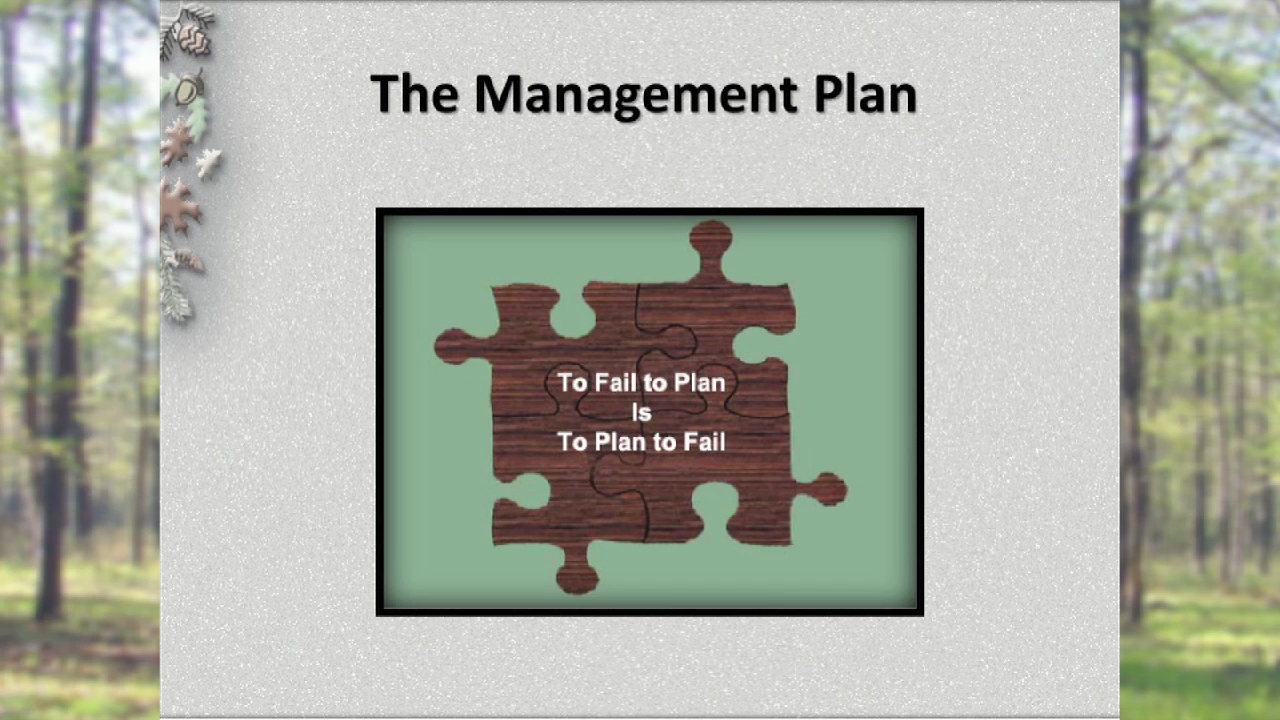 The Management Plan
To Fail to Plan
Is
To Plan to Fail